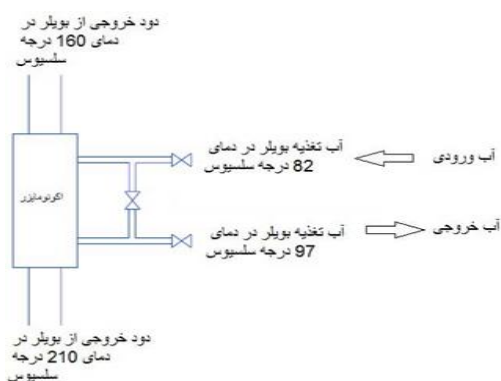 دود خروجی از بویلر در
دمای 160 درجه
سلسیوس
آب تغذیه بویلر در دمای
82 درجه سلسیوس
آب ورودی
اکونومایزر
آب تغذیه بویلر در دمای
97 درجه سلسیوس
آب خروجی
دود خروجی از بویلر در
دمای 210 درجه
سلسیوس